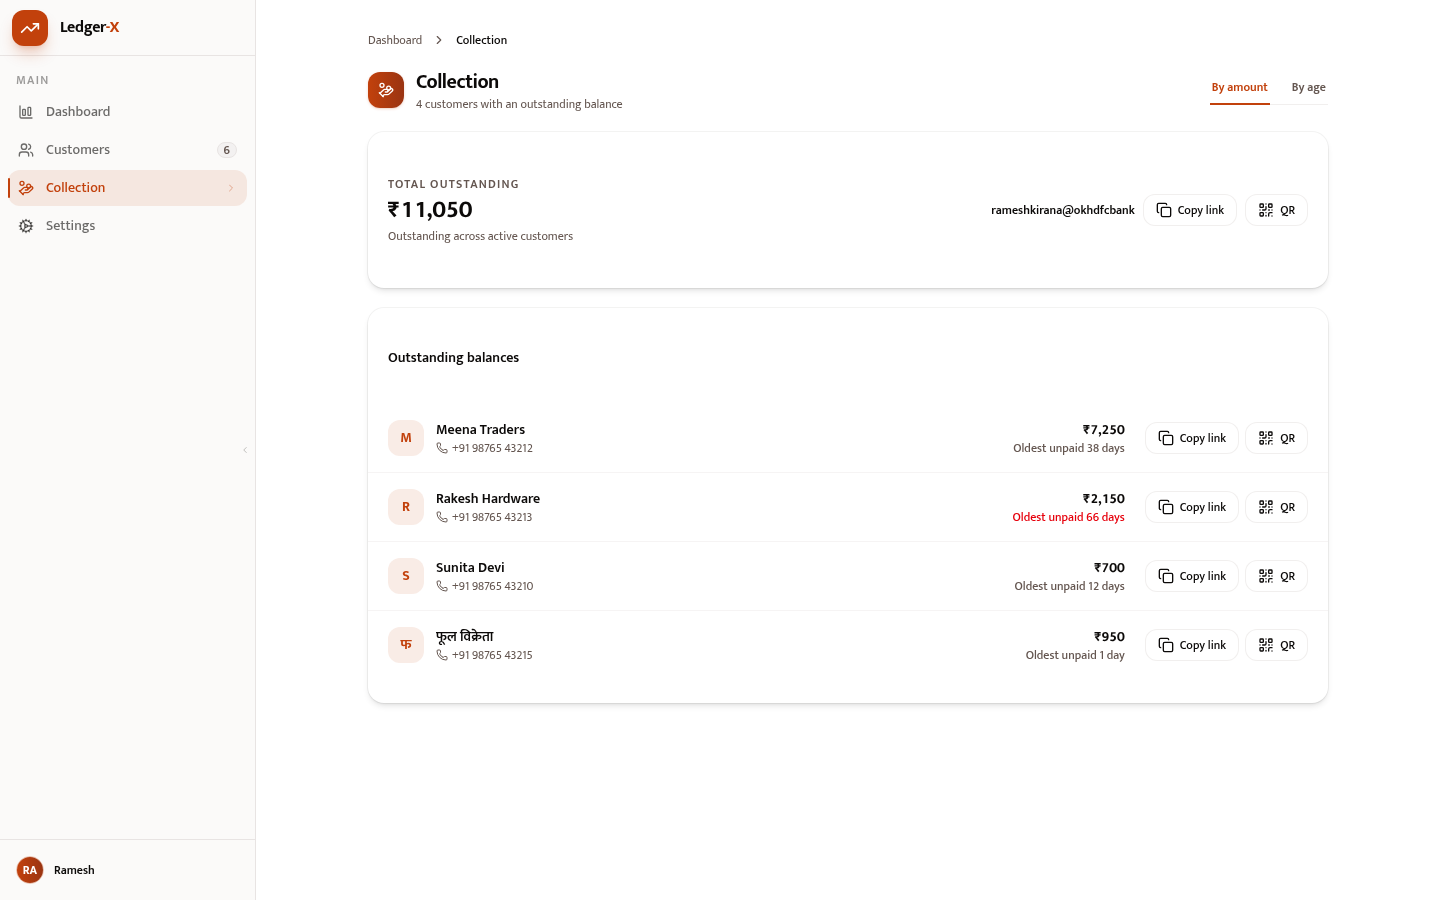 Ledger-X
MAIN
Dashboard
Customers 6
Collection
Settings
RA Ramesh
Dashboard > Collection
Collection
4 customers with an outstanding balance
By amount By age
TOTAL OUTSTANDING
₹11,050
Outstanding across active customers
rameshkirana@okhdfcbank Copy link QR
Outstanding balances
M Meena Traders ₹7,250 Copy link QR
+91 98765 43212 Oldest unpaid 38 days
R Rakesh Hardware ₹2,150 Copy link QR
+91 98765 43213 Oldest unpaid 66 days
S Sunita Devi ₹700 Copy link QR
+91 98765 43210 Oldest unpaid 12 days
फ फूल विक्रेता ₹950 Copy link QR
+91 98765 43215 Oldest unpaid 1 day